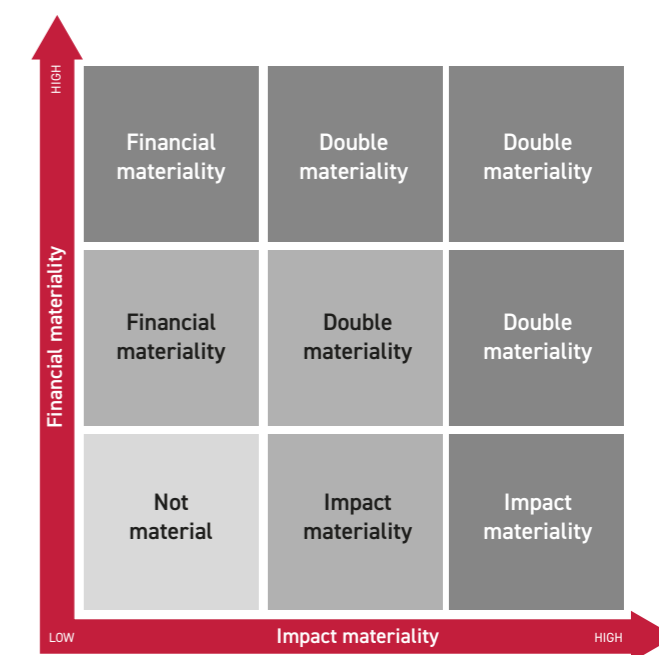 HIGH
Financial
materiality
Double
materiality
Double
materiality
Financial materiality
Financial
materiality
Double
materiality
Double
materiality
Not
material
Impact
materiality
Impact
materiality
LOW
Impact materiality
HIGH